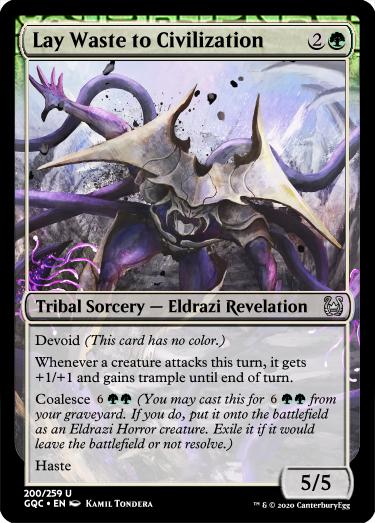 Lay Waste to Civilization 2
Tribal Sorcery — Eldrazi Revelation
Devoid (This card has no color.)
Whenever a creature attacks this turn, it gets
+1/+1 and gains trample until end of turn.
Coalesce 6 (You may cast this for 6 from
your graveyard. If you do, put it onto the battlefield
as an Eldrazi Horror creature. Exile it if it would
leave the battlefield or not resolve.)
Haste
5/5
200/259 U
GQC • EN KAMIL TONDERA
™ & © 2020 CanterburyEgg